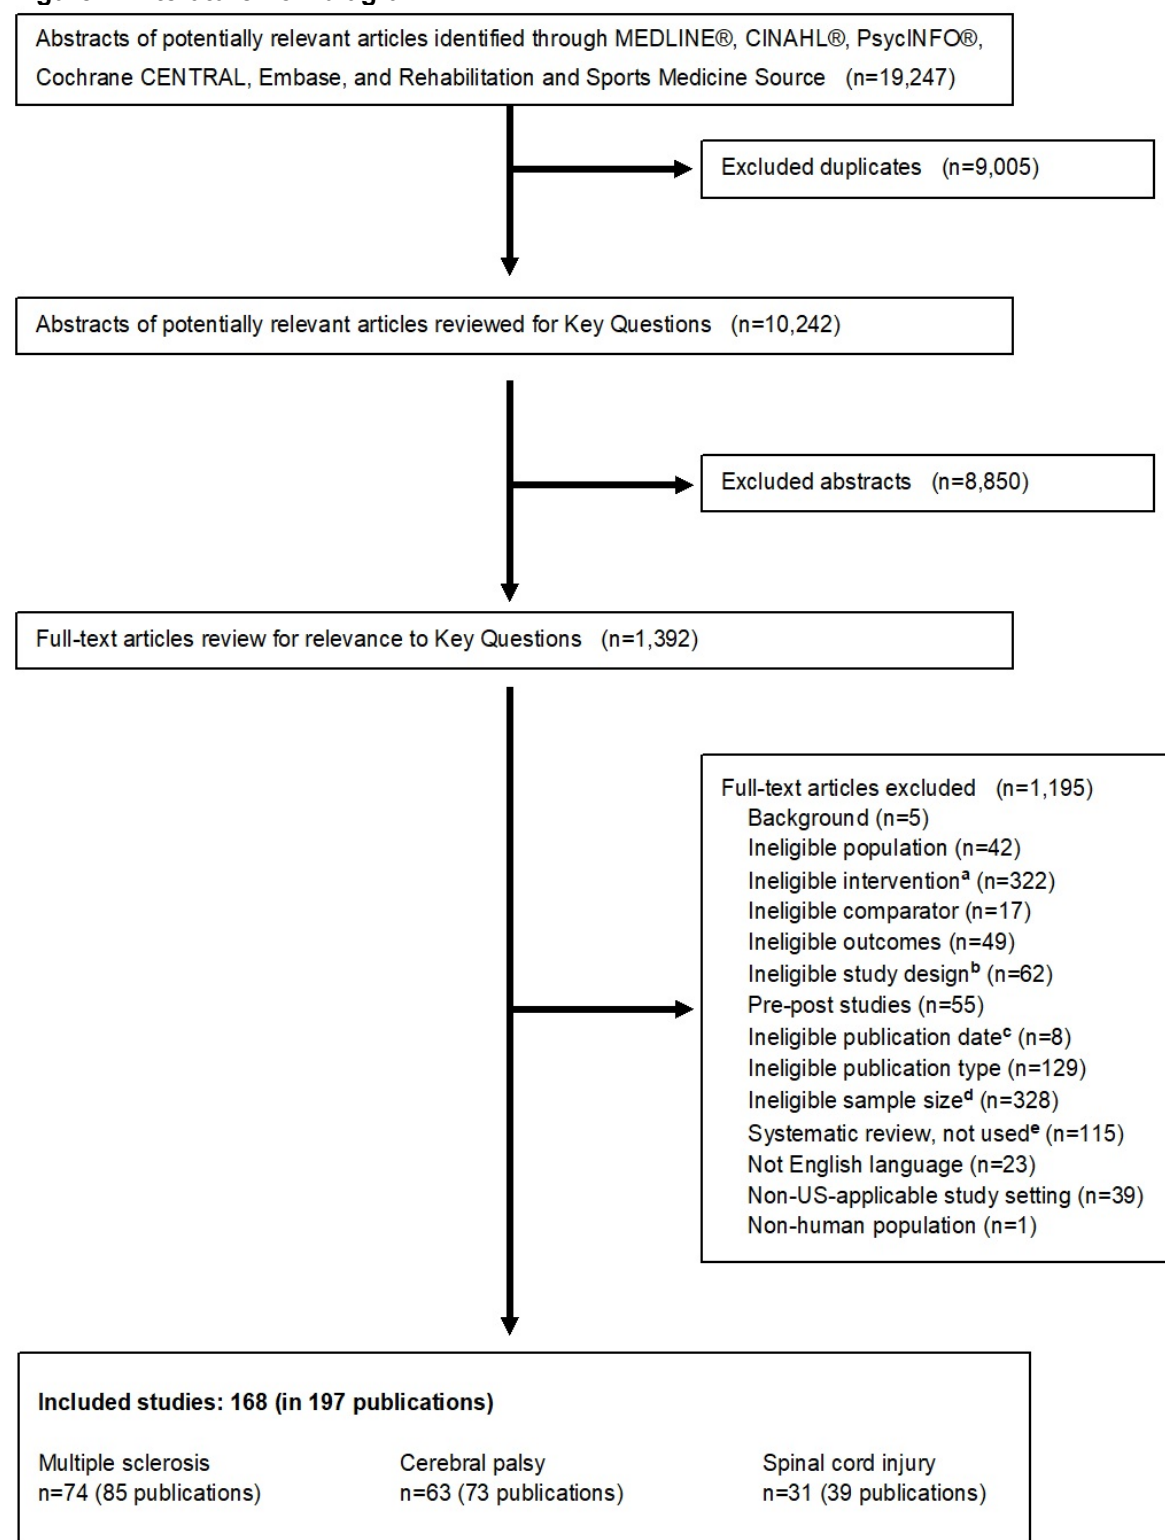 Abstracts of potentially relevant articles identified through MEDLINE®, CINAHL®, PsycINFO®,
Cochrane CENTRAL, Embase, and Rehabilitation and Sports Medicine Source (n=19,247)
Excluded duplicates (n=9,005)
Abstracts of potentially relevant articles reviewed for Key Questions (n=10,242)
Excluded abstracts (n=8,850)
Full-text articles review for relevance to Key Questions (n=1,392)
Full-text articles excluded (n=1,195)
Background (n=5)
Ineligible population (n=42)
Ineligible interventionᵃ (n=322)
Ineligible comparator (n=17)
Ineligible outcomes (n=49)
Ineligible study designᵇ (n=62)
Pre-post studies (n=55)
Ineligible publication dateᶜ (n=8)
Ineligible publication type (n=129)
Ineligible sample sizeᵈ (n=328)
Systematic review, not usedᵉ (n=115)
Not English language (n=23)
Non-US-applicable study setting (n=39)
Non-human population (n=1)
Included studies: 168 (in 197 publications)
Multiple sclerosis
n=74 (85 publications)
Cerebral palsy
n=63 (73 publications)
Spinal cord injury
n=31 (39 publications)